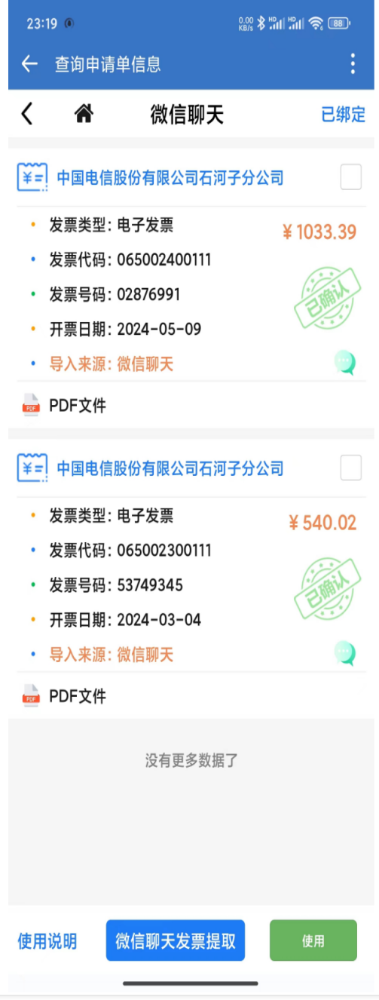 23:19
0.00 KB/s HD HD 6 88
查询申请单信息
微信聊天 已绑定
中国电信股份有限公司石河子分公司
发票类型: 电子发票
¥1033.39
发票代码: 065002400111
发票号码: 02876991
已确认
开票日期: 2024-05-09
导入来源: 微信聊天
PDF PDF文件
中国电信股份有限公司石河子分公司
发票类型: 电子发票
¥540.02
发票代码: 065002300111
发票号码: 53749345
已确认
开票日期: 2024-03-04
导入来源: 微信聊天
PDF PDF文件
没有更多数据了
使用说明 微信聊天发票提取 使用